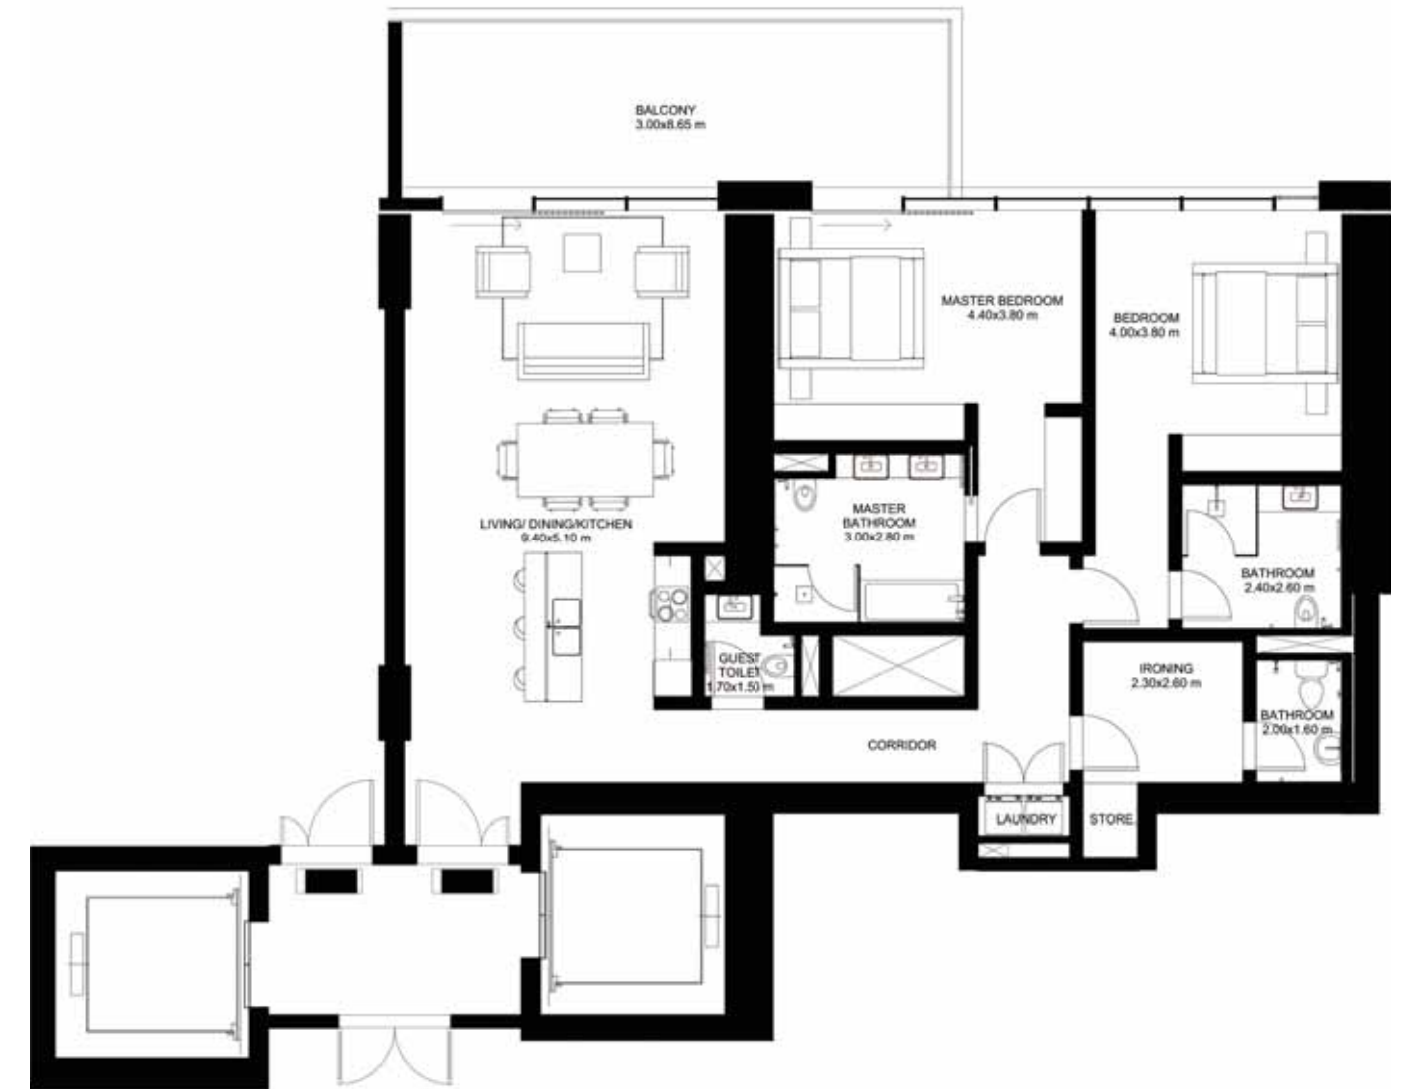 BALCONY
3.00x8.65 m
MASTER BEDROOM
4.40x3.80 m
BEDROOM
4.00x3.80 m
LIVING/ DINING/KITCHEN
9.40x5.10 m
MASTER
BATHROOM
3.00x2.80 m
BATHROOM
2.40x2.60 m
GUEST
TOILET
1.70x1.50 m
IRONING
2.30x2.60 m
BATHROOM
2.00x1.60 m
CORRIDOR
LAUNDRY
STORE